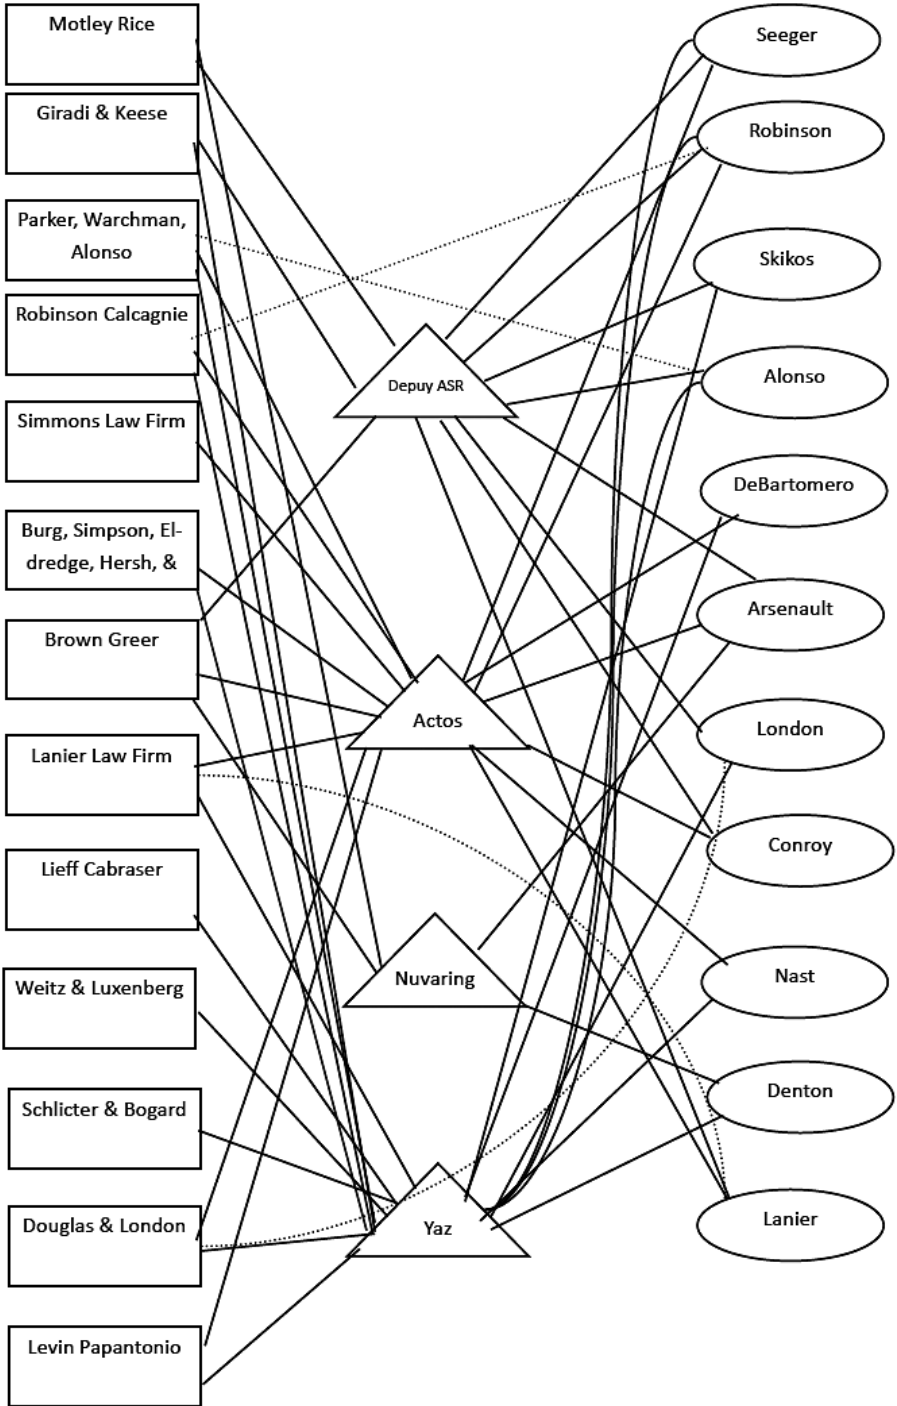 Motley Rice
Giradi & Keese
Parker, Warchman,
Alonso
Robinson Calcagnie
Simmons Law Firm
Burg, Simpson, El-
dredge, Hersh, &
Brown Greer
Lanier Law Firm
Lieff Cabraser
Weitz & Luxenberg
Schlicter & Bogard
Douglas & London
Levin Papantonio
Depuy ASR
Actos
Nuvaring
Yaz
Seeger
Robinson
Skikos
Alonso
DeBartomero
Arsenault
London
Conroy
Nast
Denton
Lanier